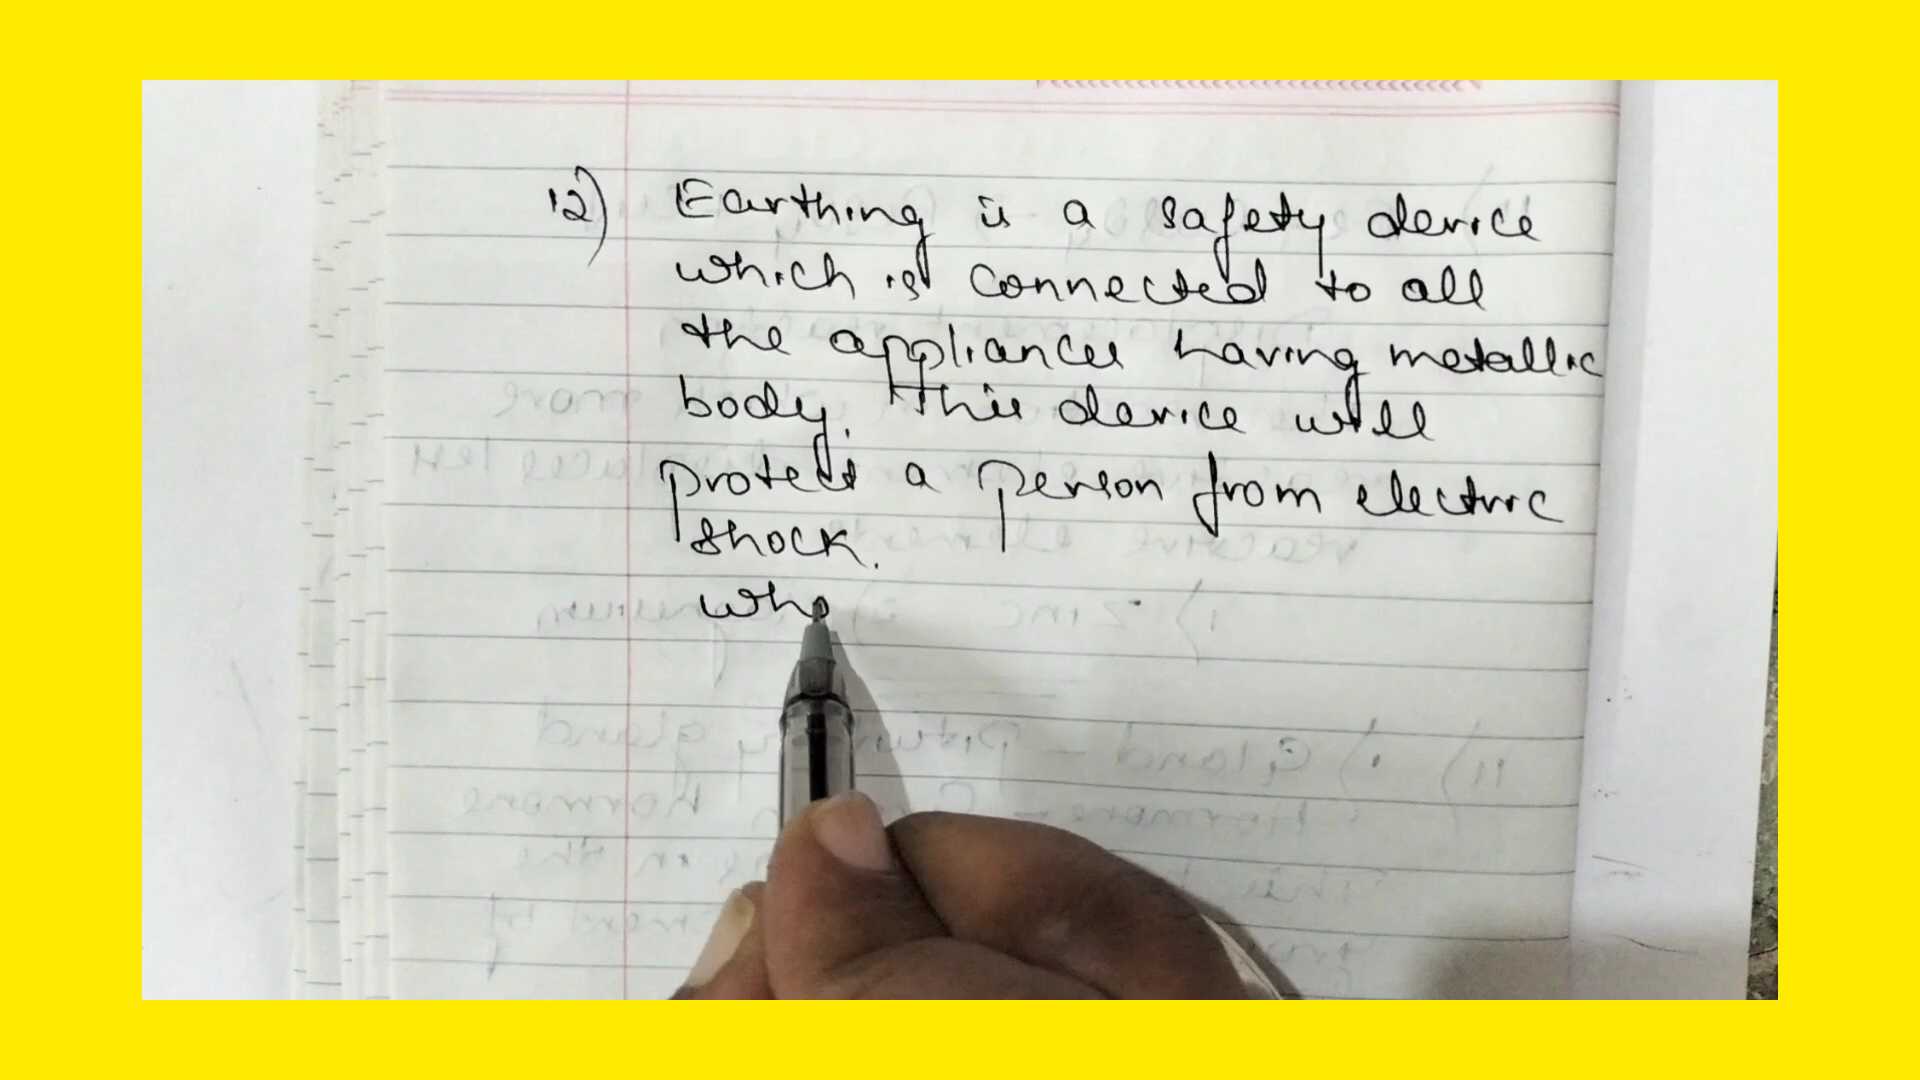 12) Earthing is a safety device
which is connected to all
the appliances having metallic
body. This device will
protect a person from electric
shock.
Who